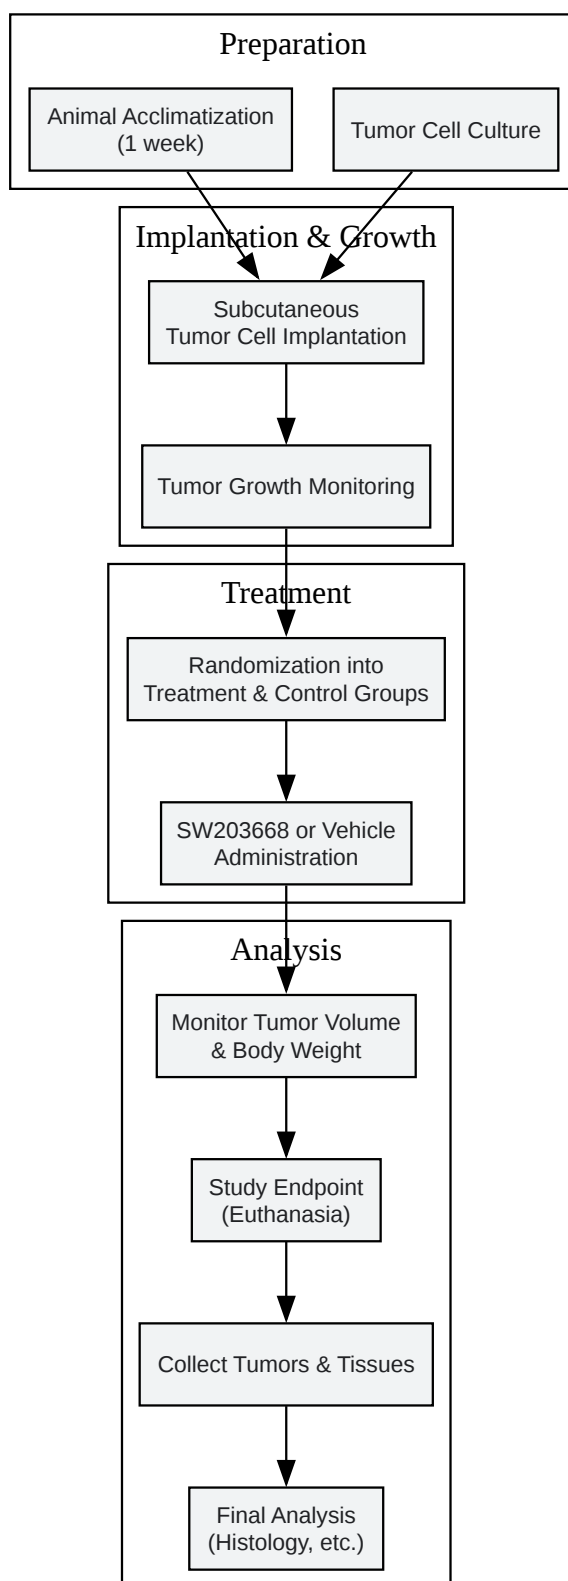 Preparation
Animal Acclimatization
(1 week)
Tumor Cell Culture
Implantation & Growth
Subcutaneous
Tumor Cell Implantation
Tumor Growth Monitoring
Treatment
Randomization into
Treatment & Control Groups
SW203668 or Vehicle
Administration
Analysis
Monitor Tumor Volume
& Body Weight
Study Endpoint
(Euthanasia)
Collect Tumors & Tissues
Final Analysis
(Histology, etc.)